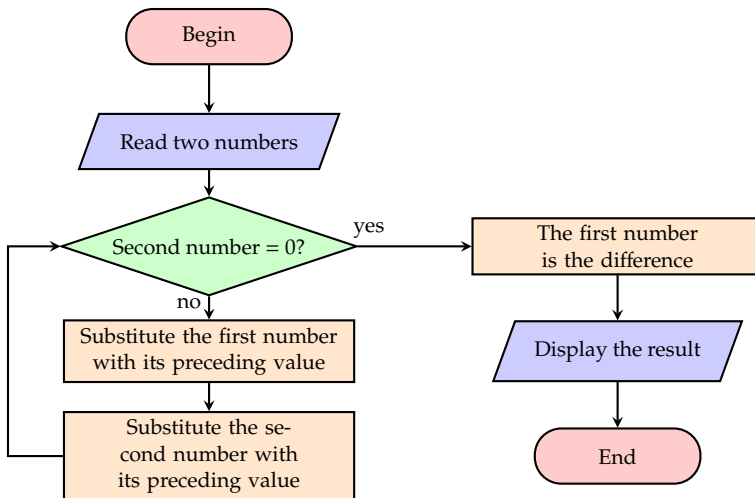 Begin
Read two numbers
Second number = 0?
yes
no
Substitute the first number
with its preceding value
Substitute the se-
cond number with
its preceding value
The first number
is the difference
Display the result
End